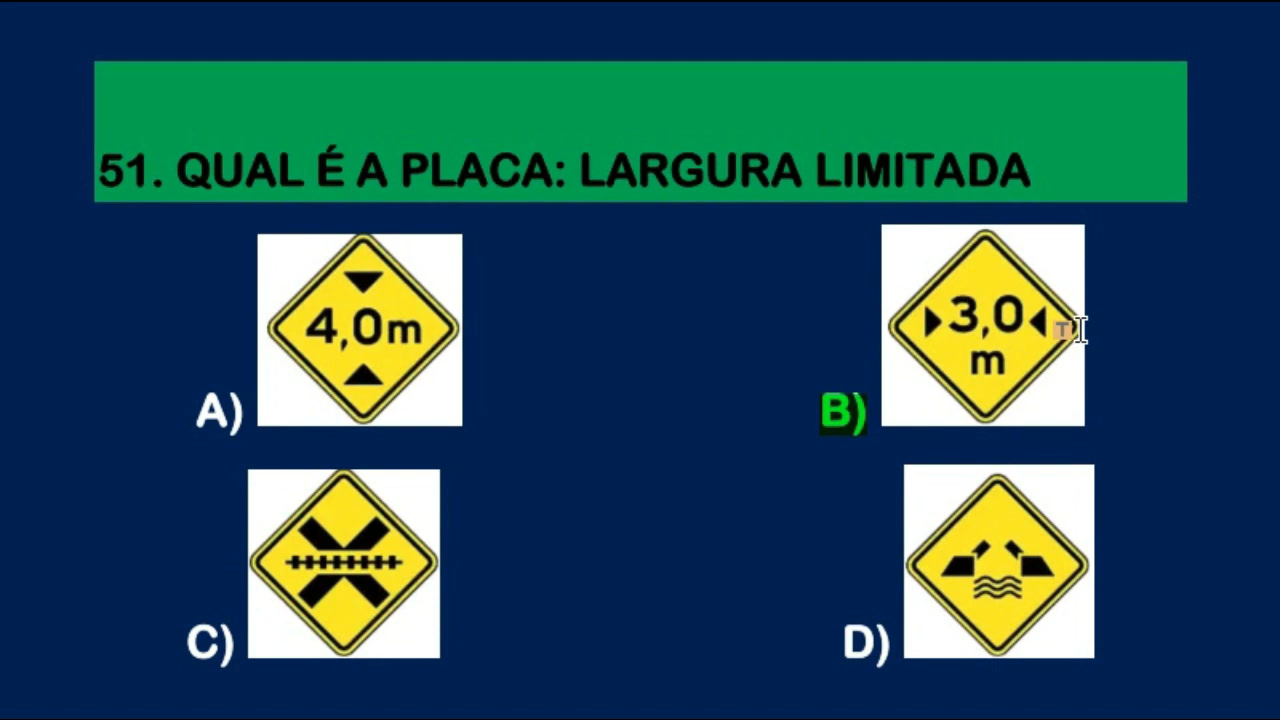 51. QUAL É A PLACA: LARGURA LIMITADA
4,0m
A)
3,0
m
T
B)
C)
D)